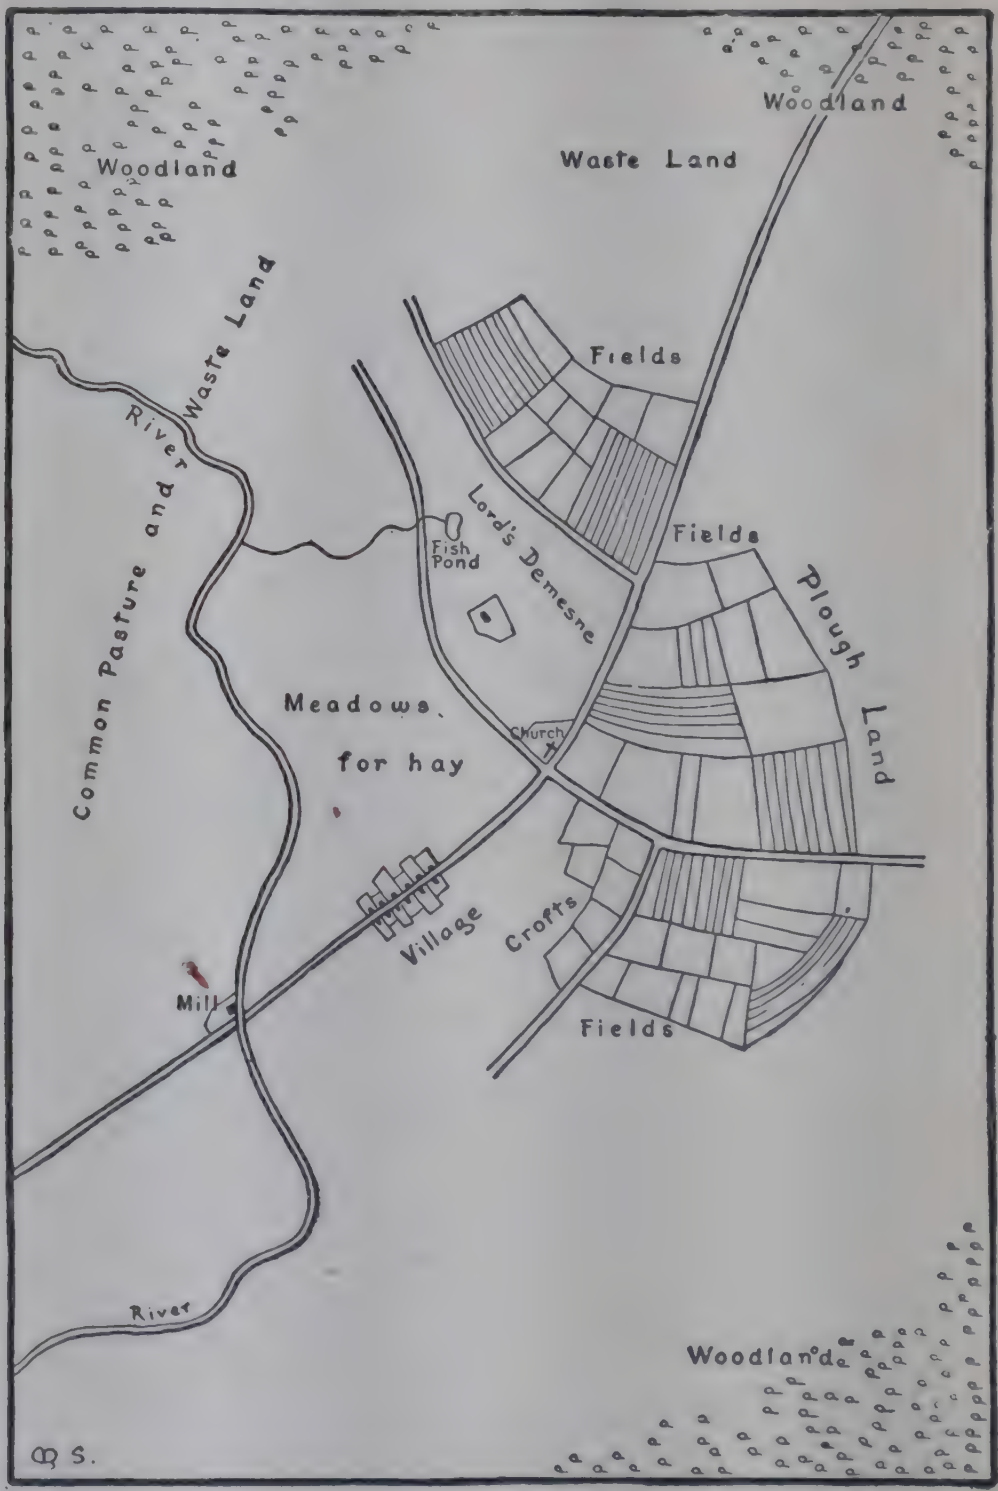 Woodland
Woodland
Waste Land
Waste Land
Fields
River
Common Pasture and
Lord's Demesne
Fish
Pond
Fields
Plough Land
Meadows
for hay
Church
Village
Crofts
Mill
Fields
River
Woodland
S.